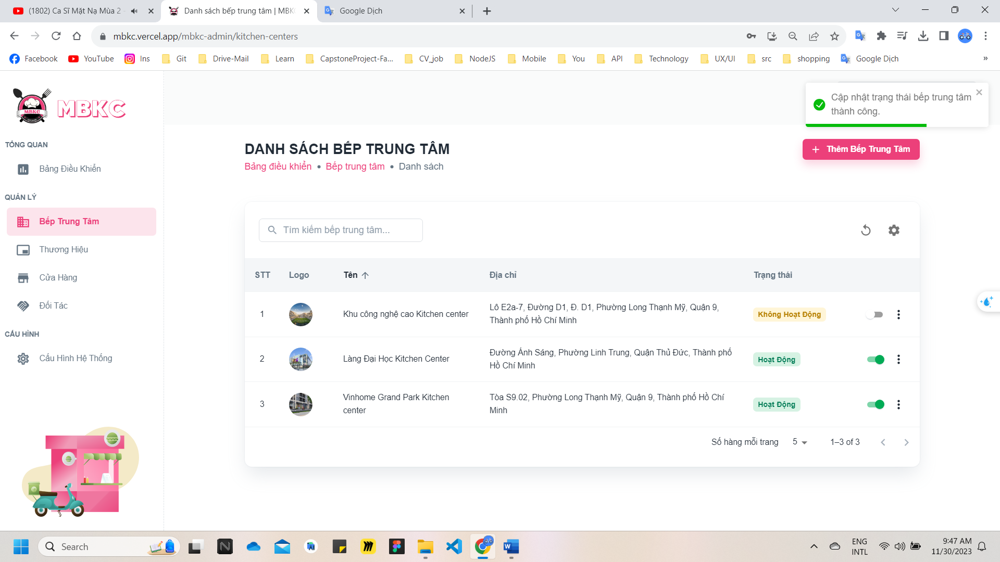 (1802) Ca Sĩ Mặt Nạ Mùa 2 -
Danh sách bếp trung tâm | MBKC
Google Dịch
mbkc.vercel.app/mbkc-admin/kitchen-centers
Facebook YouTube Ins Git Drive-Mail Learn CapstoneProject-Fa... CV_job NodeJS Mobile You API Technology UX/UI src shopping Google Dịch »
MBKC
KITCHEN
MBKC
Cập nhật trạng thái bếp trung tâm
thành công.
TỔNG QUAN
Bảng Điều Khiển
QUẢN LÝ
Bếp Trung Tâm
Thương Hiệu
Cửa Hàng
Đối Tác
CẤU HÌNH
Cấu Hình Hệ Thống
DANH SÁCH BẾP TRUNG TÂM
Bảng điều khiển • Bếp trung tâm • Danh sách
+ Thêm Bếp Trung Tâm
Tìm kiếm bếp trung tâm...
STT Logo Tên ↑ Địa chỉ Trạng thái
1 Khu công nghệ cao Kitchen center Lô E2a-7, Đường D1, Đ. D1, Phường Long Thạnh Mỹ, Quận 9,
Thành phố Hồ Chí Minh
Không Hoạt Động
2 Làng Đại Học Kitchen Center Đường Ánh Sáng, Phường Linh Trung, Quận Thủ Đức, Thành phố
Hồ Chí Minh
Hoạt Động
3 Vinhome Grand Park Kitchen
center
Tòa S9.02, Phường Long Thạnh Mỹ, Quận 9, Thành phố Hồ Chí
Minh
Hoạt Động
Số hàng mỗi trang 5 1–3 of 3
Search
ENG
INTL
9:47 AM
11/30/2023